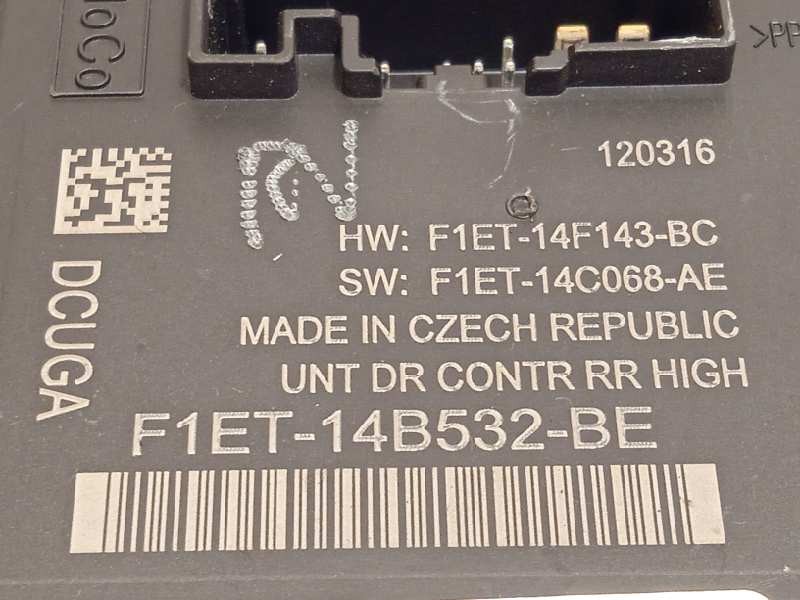 >PP
120316
HW: F1ET-14F143-BC
SW: F1ET-14C068-AE
MADE IN CZECH REPUBLIC
UNT DR CONTR RR HIGH
F1ET-14B532-BE
DCUGA